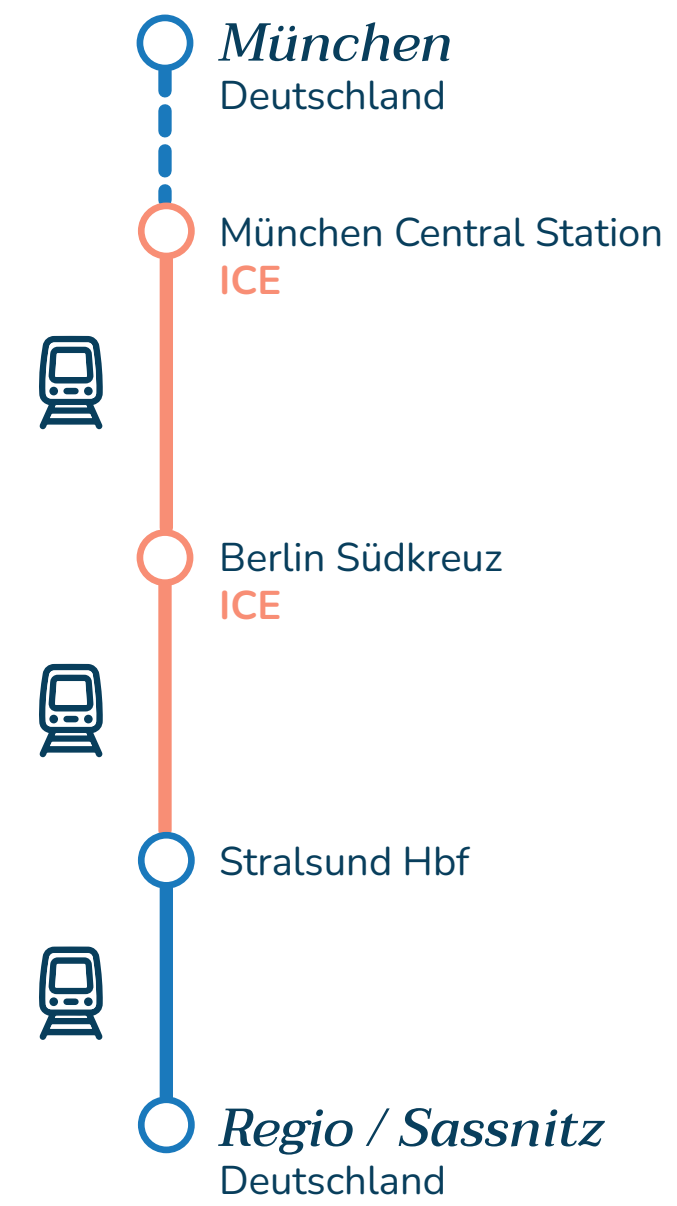 München
Deutschland
München Central Station
ICE
Berlin Südkreuz
ICE
Stralsund Hbf
Regio / Sassnitz
Deutschland